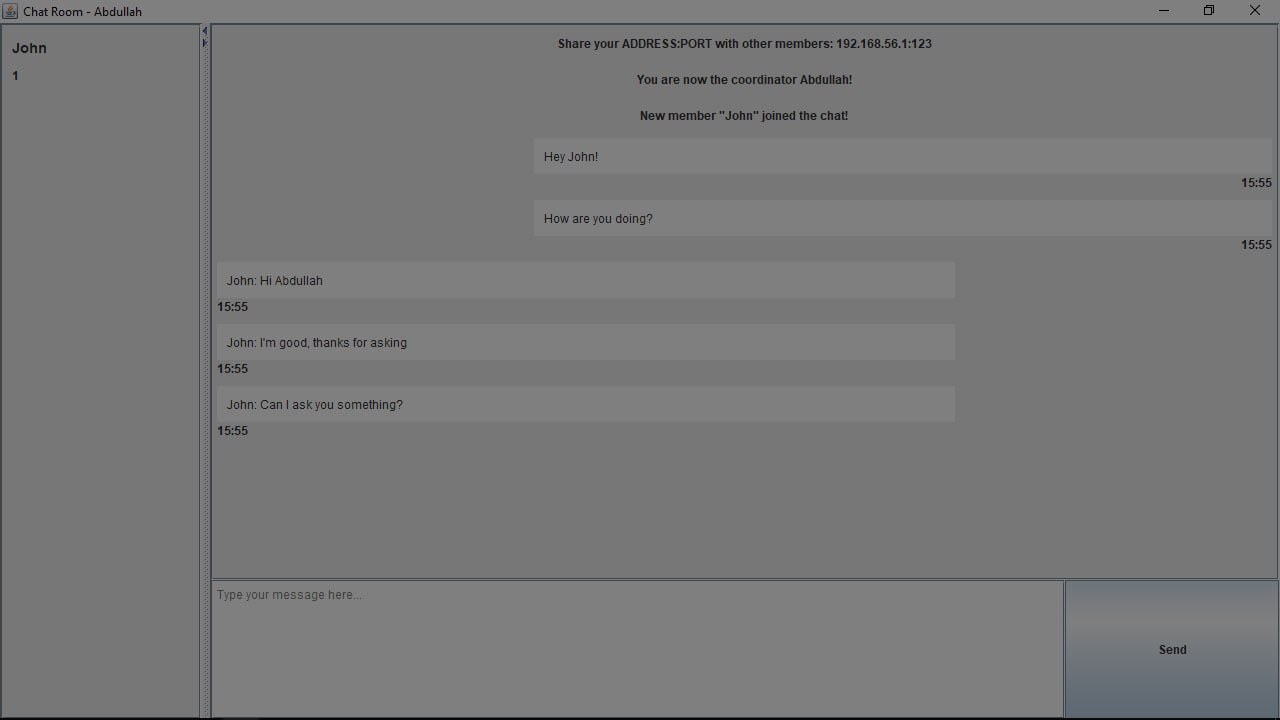 Chat Room - Abdullah
John
1
Share your ADDRESS:PORT with other members: 192.168.56.1:123
You are now the coordinator Abdullah!
New member "John" joined the chat!
Hey John!
15:55
How are you doing?
15:55
John: Hi Abdullah
15:55
John: I'm good, thanks for asking
15:55
John: Can I ask you something?
15:55
Type your message here...
Send